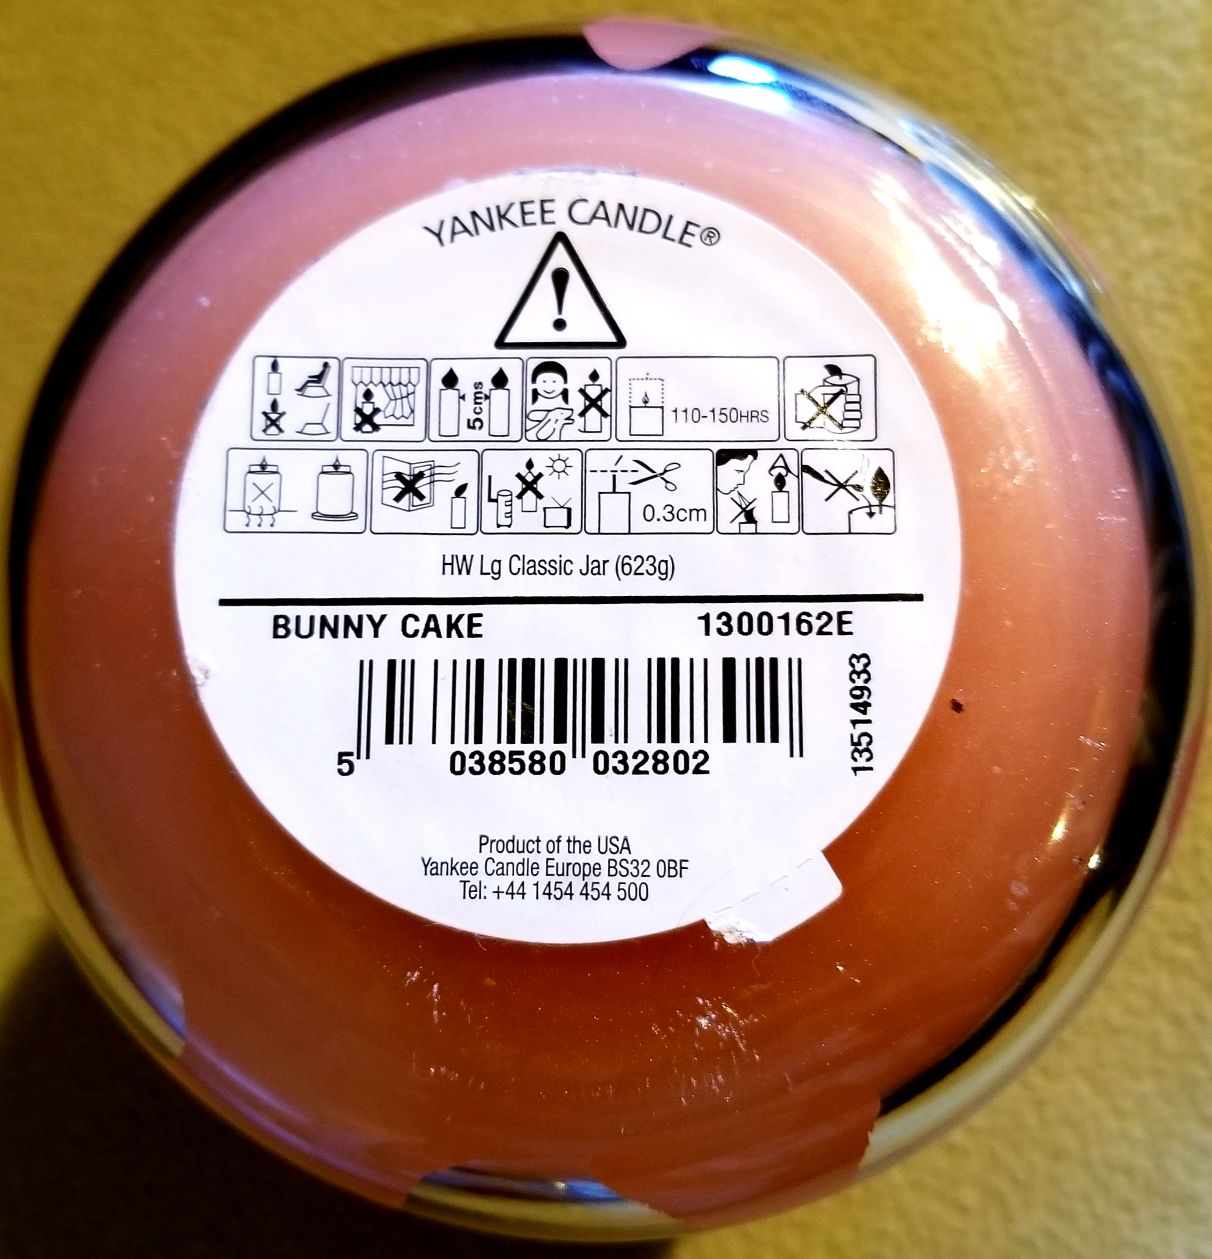 YANKEE CANDLE®
!
5cms
110-150HRS
0.3cm
HW Lg Classic Jar (623g)
BUNNY CAKE 1300162E
13514933
5 038580 032802
Product of the USA
Yankee Candle Europe BS32 0BF
Tel: +44 1454 454 500